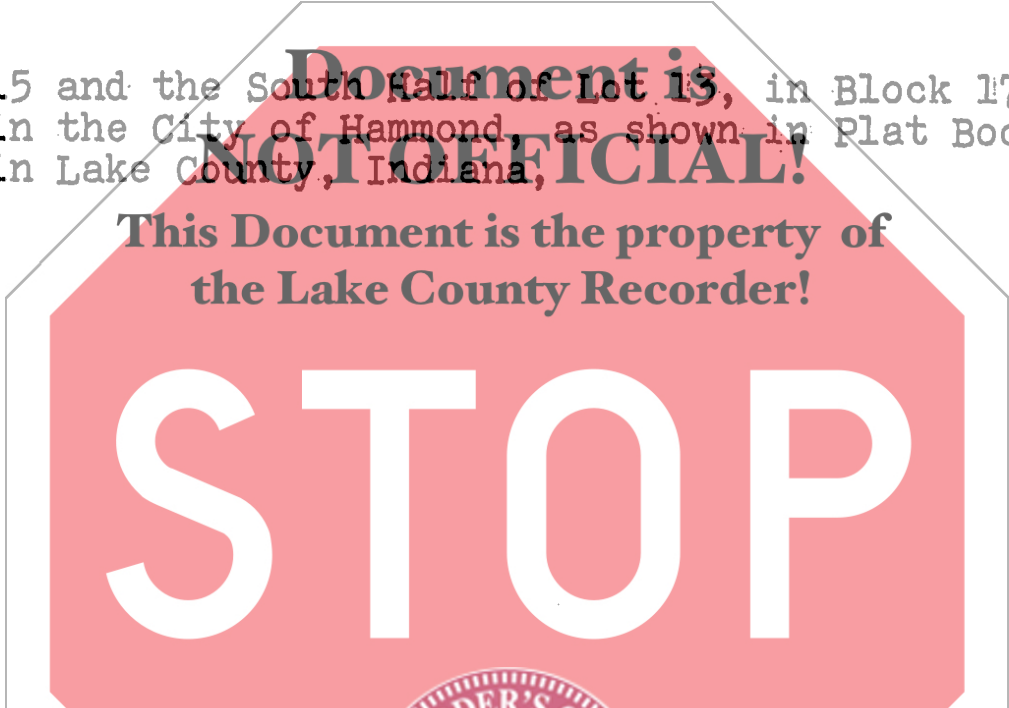 Document is
15 and the South Half of Lot 13, in Block 17
in the City of Hammond, as shown in Plat Boo
NOT OFFICIAL!
in Lake County, Indiana,
This Document is the property of
the Lake County Recorder!
STOP
DER'S